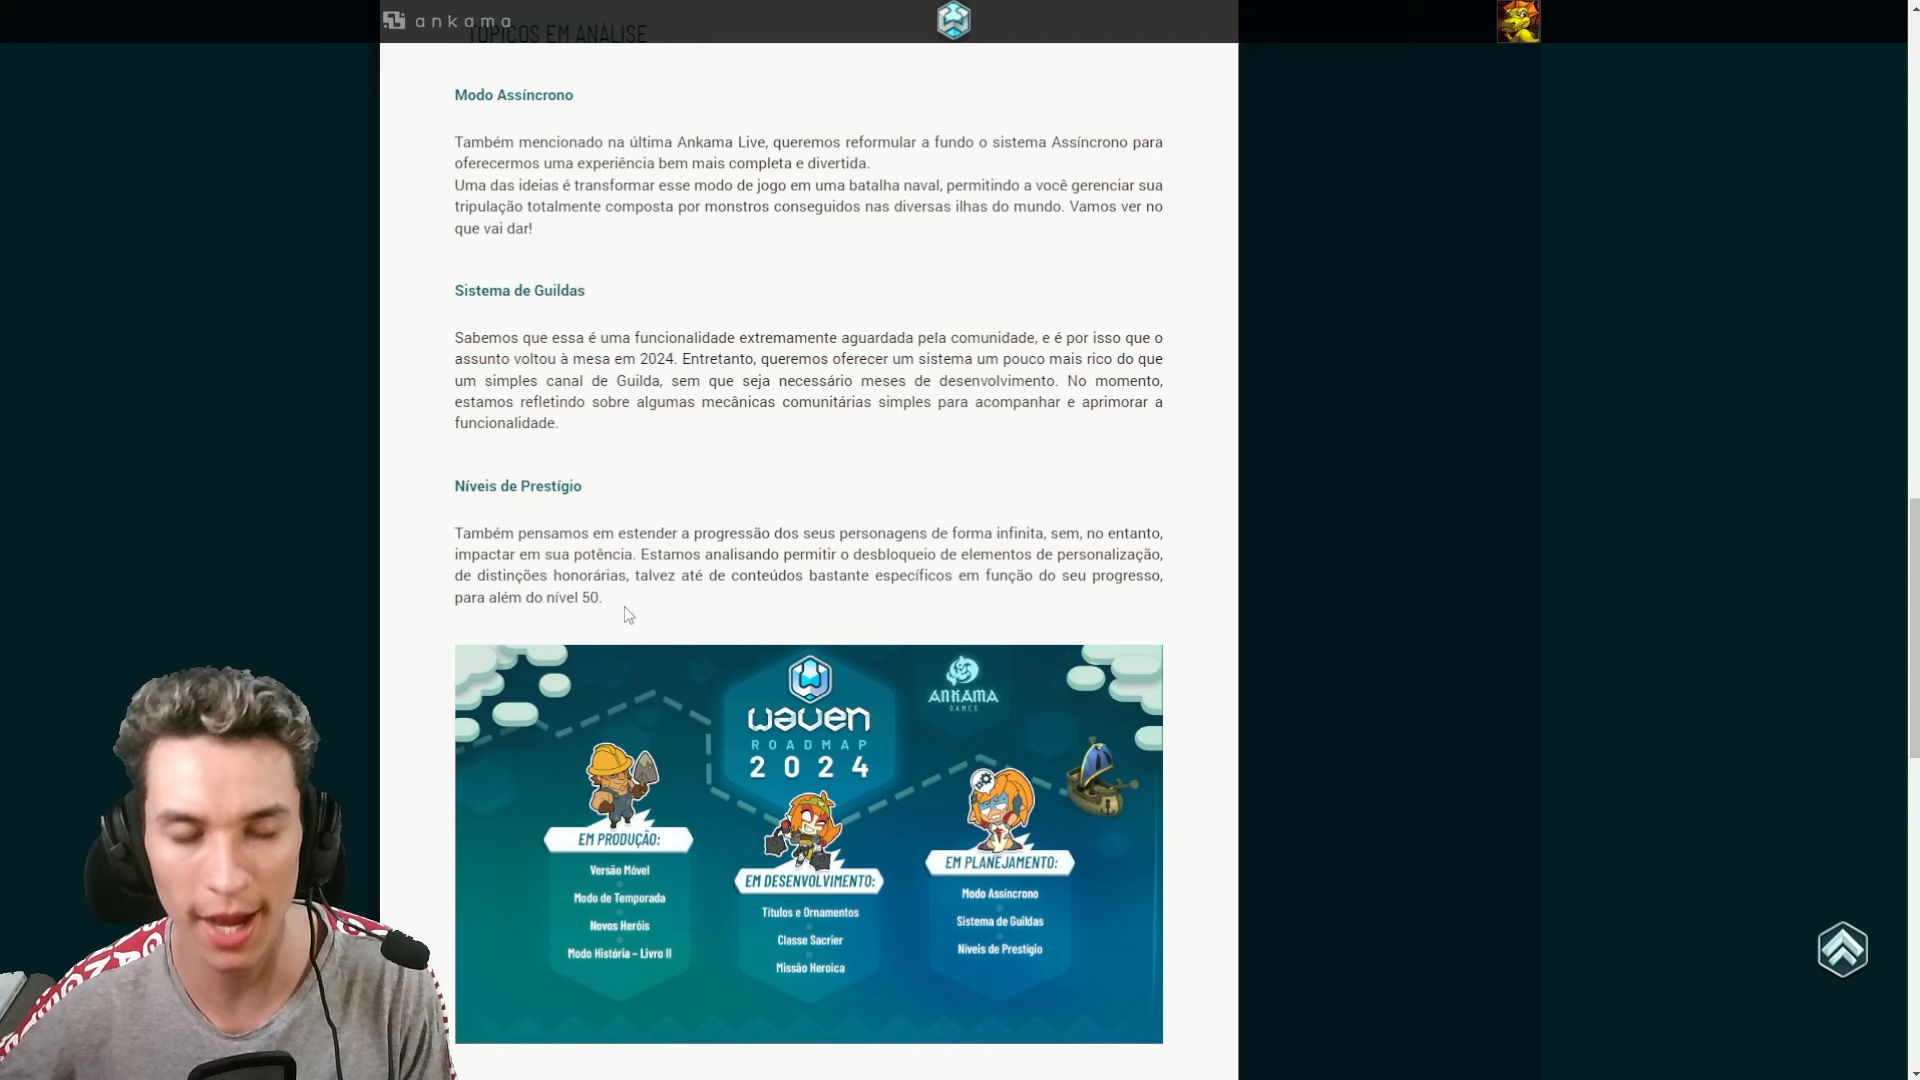 ankama
TÓPICOS EM ANÁLISE
Modo Assíncrono
Também mencionado na última Ankama Live, queremos reformular a fundo o sistema Assíncrono para
oferecermos uma experiência bem mais completa e divertida.
Uma das ideias é transformar esse modo de jogo em uma batalha naval, permitindo a você gerenciar sua
tripulação totalmente composta por monstros conseguidos nas diversas ilhas do mundo. Vamos ver no
que vai dar!
Sistema de Guildas
Sabemos que essa é uma funcionalidade extremamente aguardada pela comunidade, e é por isso que o
assunto voltou à mesa em 2024. Entretanto, queremos oferecer um sistema um pouco mais rico do que
um simples canal de Guilda, sem que seja necessário meses de desenvolvimento. No momento,
estamos refletindo sobre algumas mecânicas comunitárias simples para acompanhar e aprimorar a
funcionalidade.
Níveis de Prestígio
Também pensamos em estender a progressão dos seus personagens de forma infinita, sem, no entanto,
impactar em sua potência. Estamos analisando permitir o desbloqueio de elementos de personalização,
de distinções honorárias, talvez até de conteúdos bastante específicos em função do seu progresso,
para além do nível 50.
waven
ROADMAP
2024
ANKAMA
GAMES
EM PRODUÇÃO:
Versão Móvel
Modo de Temporada
Novos Heróis
Modo História – Livro II
EM DESENVOLVIMENTO:
Títulos e Ornamentos
Classe Sacrier
Missão Heroica
EM PLANEJAMENTO:
Modo Assíncrono
Sistema de Guildas
Níveis de Prestígio